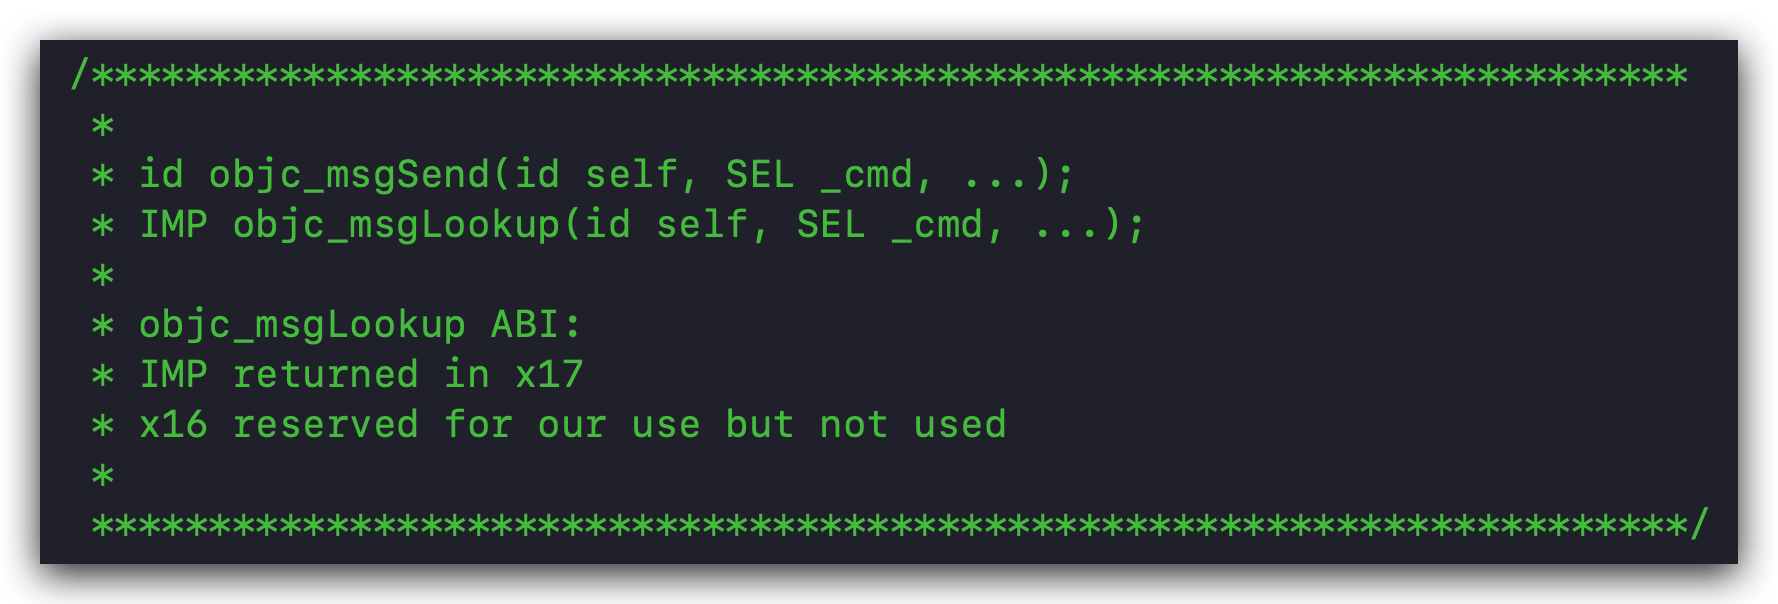 /********************************************************************
*
* id objc_msgSend(id self, SEL _cmd, ...);
* IMP objc_msgLookup(id self, SEL _cmd, ...);
*
* objc_msgLookup ABI:
* IMP returned in x17
* x16 reserved for our use but not used
*
********************************************************************/